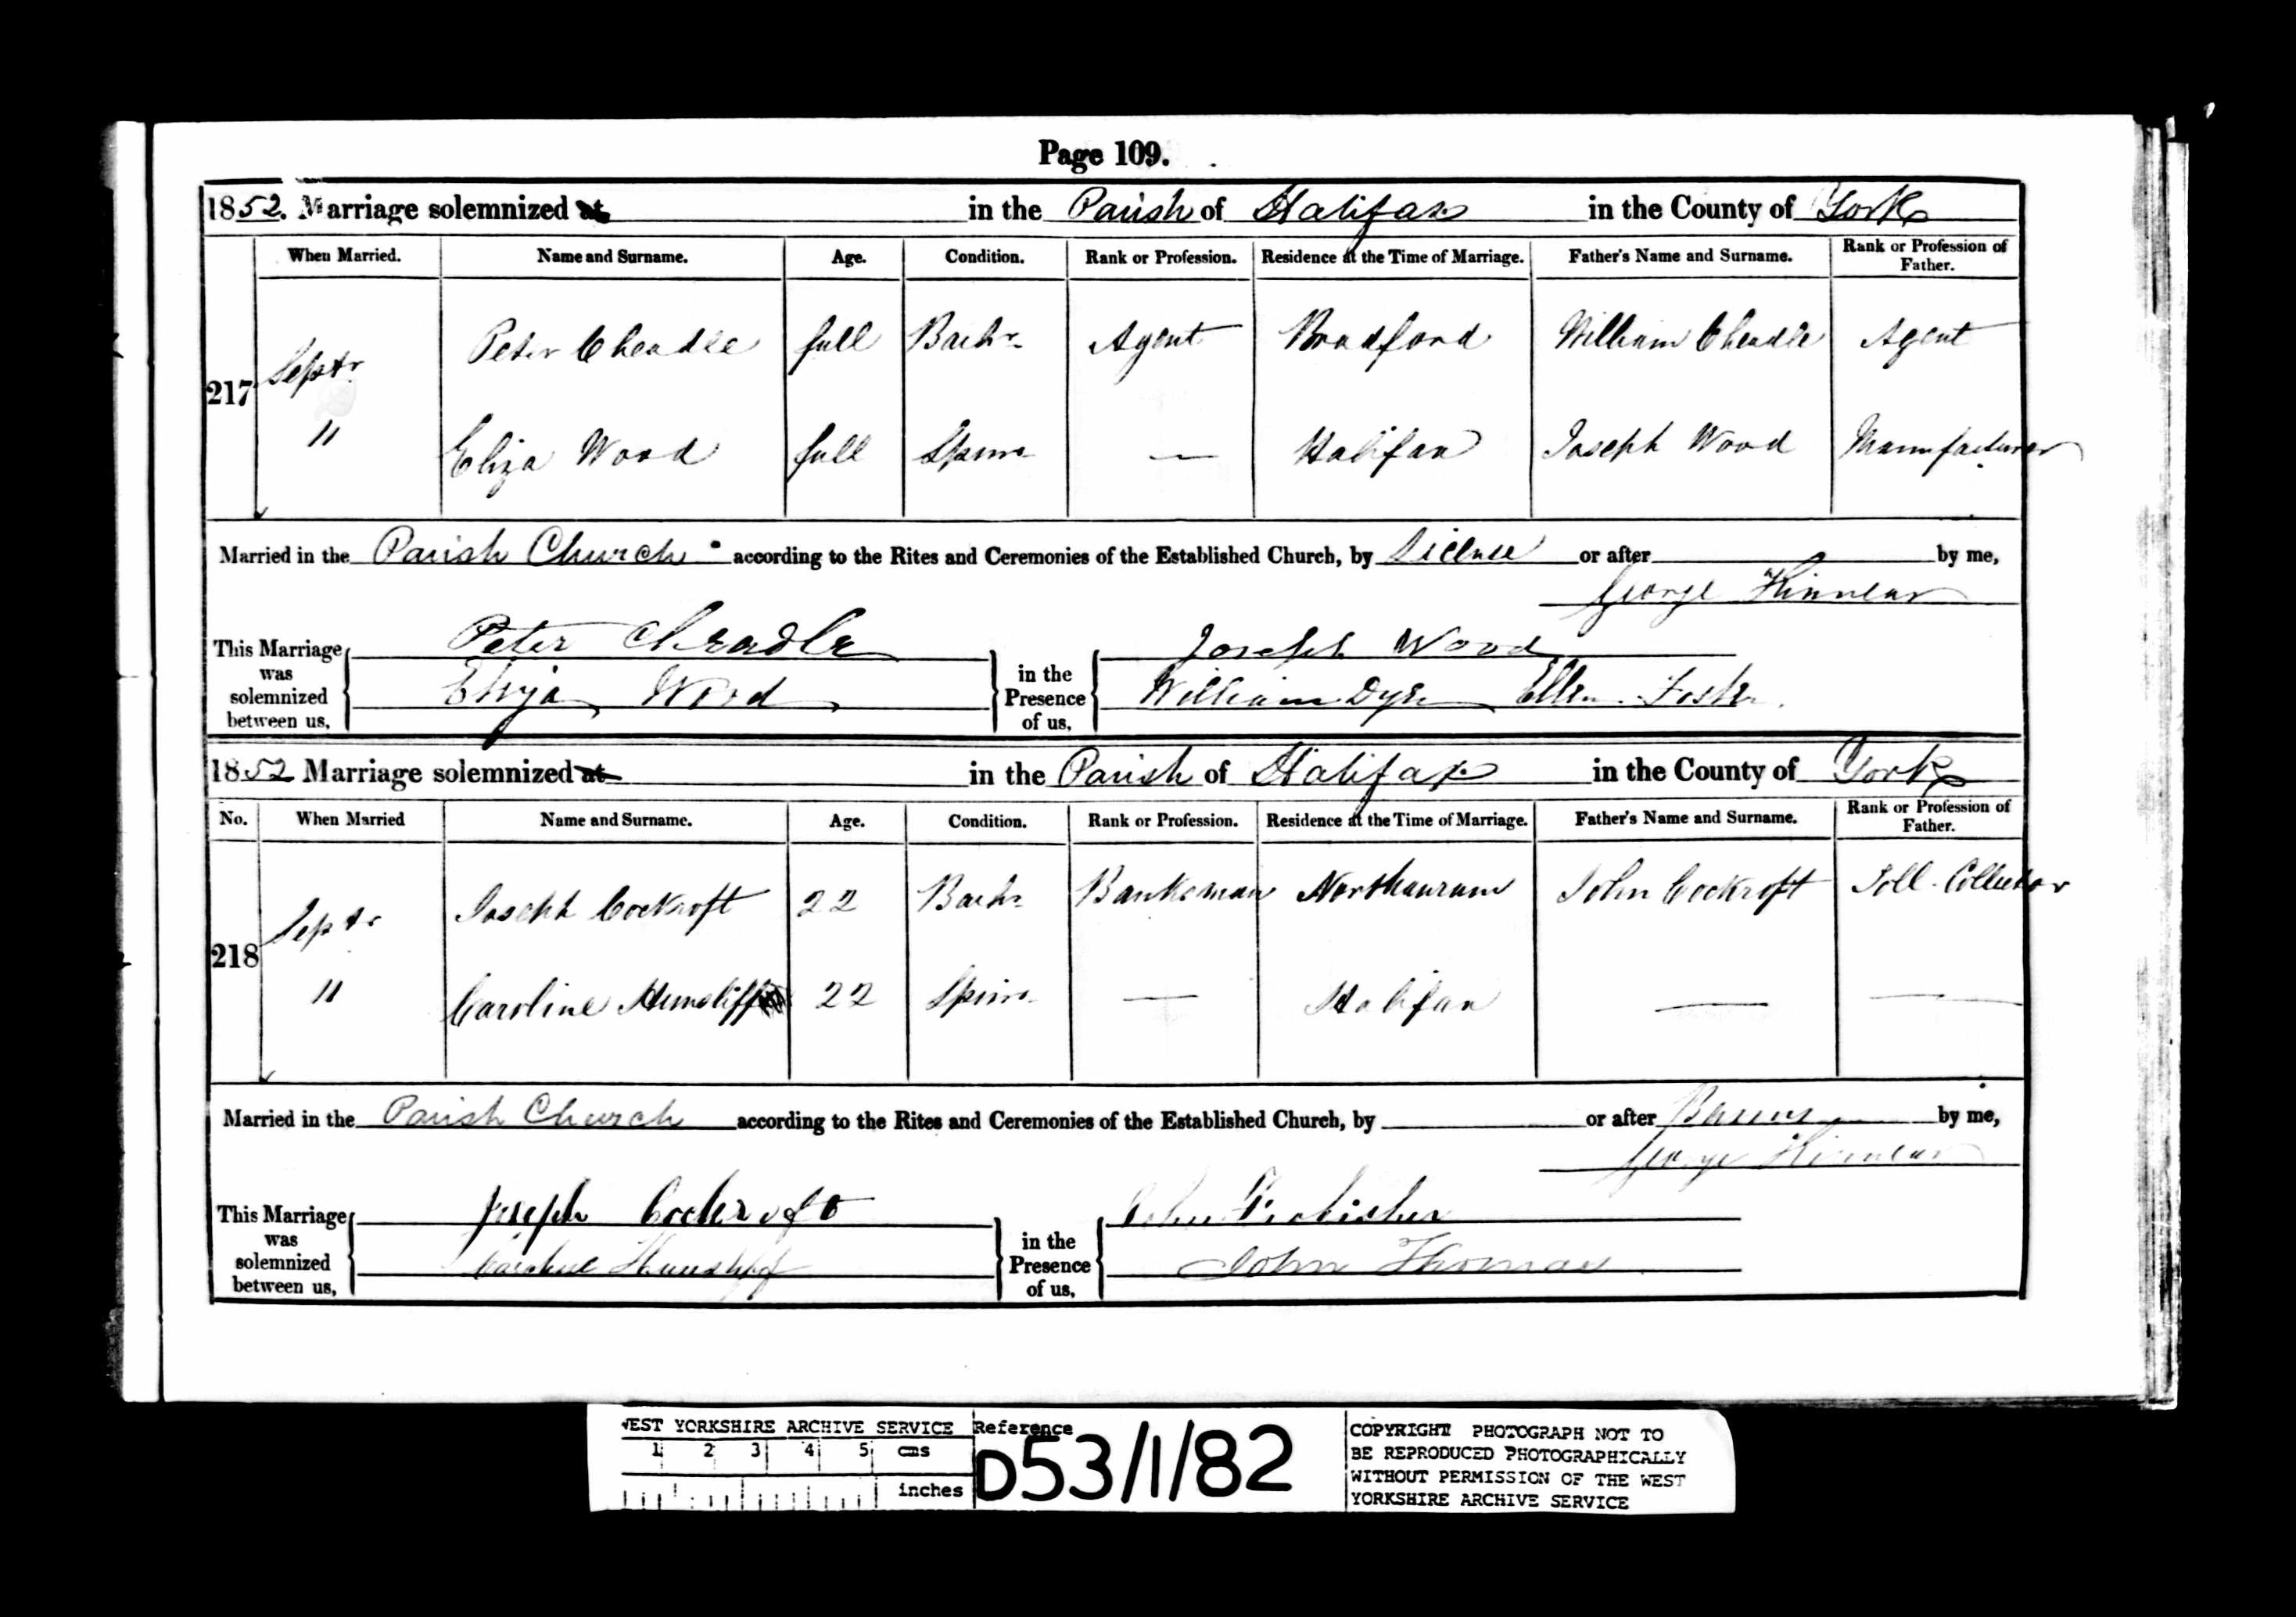 Page 109.
1852. Marriage solemnized at in the Parish of Halifax in the County of York
When Married. Name and Surname. Age. Condition. Rank or Profession. Residence at the Time of Marriage. Father's Name and Surname. Rank or Profession of Father.
217 Septr Peter Cheadle full Bachr Agent Bradford William Cheadle Agent
11 Eliza Wood full Spinr — Halifax Joseph Wood Manufacturer
Married in the Parish Church according to the Rites and Ceremonies of the Established Church, by License or after by me,
George Kinnear
This Marriage was solemnized between us, Peter Cheadle in the Presence of us, Joseph Wood
Eliza Wood William Dyer Ellen Foster
1852 Marriage solemnized at in the Parish of Halifax in the County of York
No. When Married Name and Surname. Age. Condition. Rank or Profession. Residence at the Time of Marriage. Father's Name and Surname. Rank or Profession of Father.
218 Septr Joseph Cockroft 22 Bachr Banksman Northouram John Cockroft Toll Collector
11 Caroline Hunsliff 22 Spinr — Halifax — —
Married in the Parish Church according to the Rites and Ceremonies of the Established Church, by or after Banns by me,
George Kinnear
This Marriage was solemnized between us, Joseph Cockroft in the Presence of us, John Frobisher
Caroline Hunsliff John Thomas
WEST YORKSHIRE ARCHIVE SERVICE
1 2 3 4 5 cms
inches
Reference
D53/1/82
COPYRIGHT PHOTOGRAPH NOT TO
BE REPRODUCED PHOTOGRAPHICALLY
WITHOUT PERMISSION OF THE WEST
YORKSHIRE ARCHIVE SERVICE